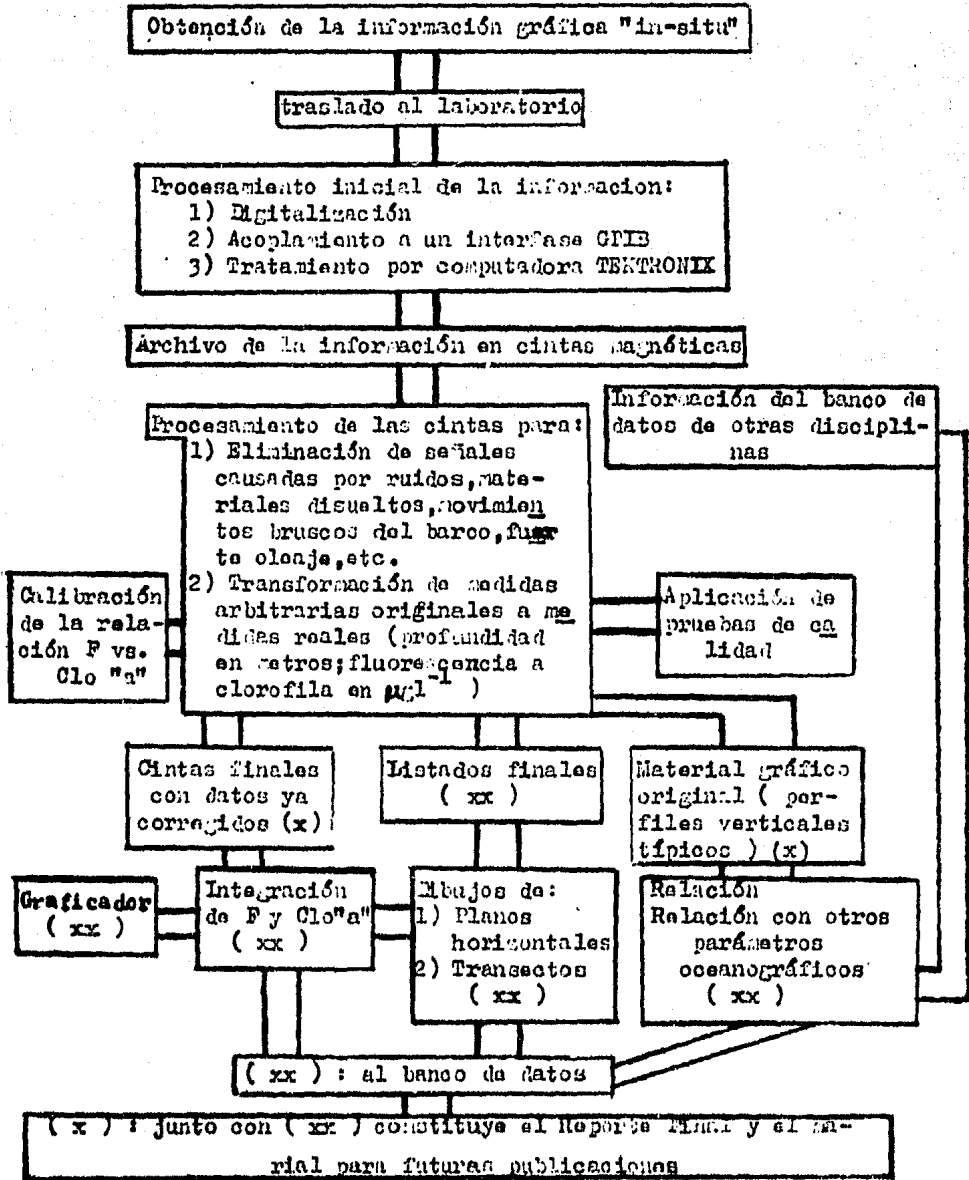 Obtención de la información gráfica "in-situ"
traslado al laboratorio
Procesamiento inicial de la informacion:
1) Digitalización
2) Acoplamiento a un interfase GPIB
3) Tratamiento por computadora TEKTRONIX
Archivo de la información en cintas magnéticas
Información del banco de
datos de otras discipli-
nas
Procesamiento de las cintas para:
1) Eliminación de señales
causadas por ruidos,mate-
riales disueltos,movimien
tos bruscos del barco,fuer
te oleaje,etc.
2) Transformación de medidas
arbitrarias originales a me
didas reales (profundidad
en metros;fluorescencia a
clorofila en µgl⁻¹ )
Calibración
de la rela-
ción F vs.
Clo "a"
Aplicación de
pruebas de ca
lidad
Cintas finales
con datos ya
corregidos (x)
Listados finales
( xx )
Material gráfico
original ( per-
files verticales
típicos ) (x)
Graficador
( xx )
Integración
de F y Clo"a"
( xx )
Dibujos de:
1) Planos
horizontales
2) Transectos
( xx )
Relación
Relación con otros
parámetros
oceanográficos
( xx )
( xx ) : al banco de datos
( x ) : junto con ( xx ) constituye el Reporte Final y el ma-
rial para futuras publicaciones